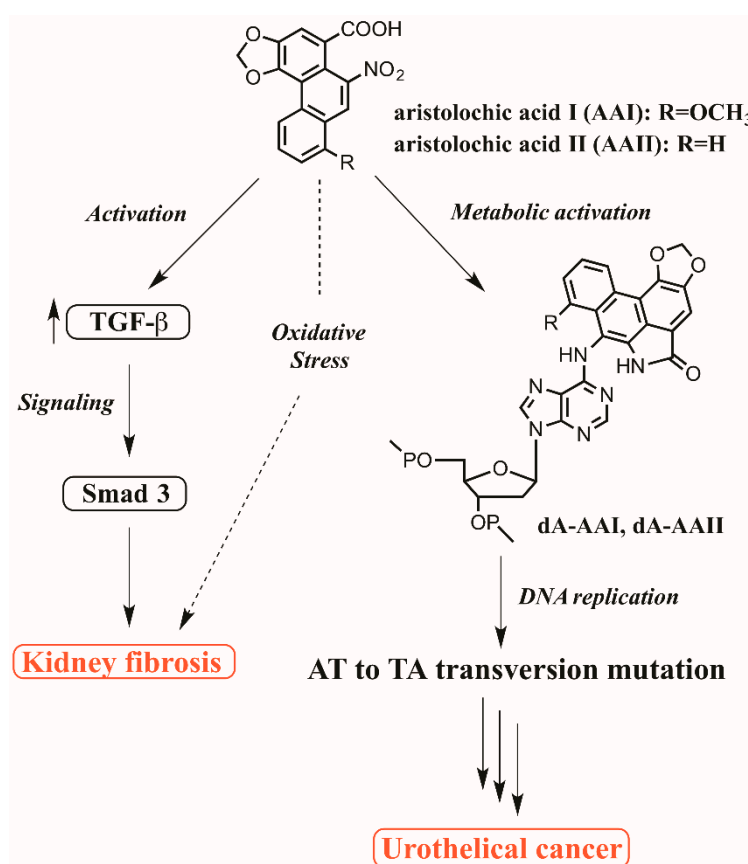 COOH
O
O
NO2
R
aristolochic acid I (AAI): R=OCH3
aristolochic acid II (AAII): R=H
Activation
Metabolic activation
O
O
R
HN
HN
O
TGF-β
Oxidative
Stress
N
N
N
N
Signaling
PO
O
Smad 3
OP
dA-AAI, dA-AAII
DNA replication
Kidney fibrosis
AT to TA transversion mutation
Urothelical cancer